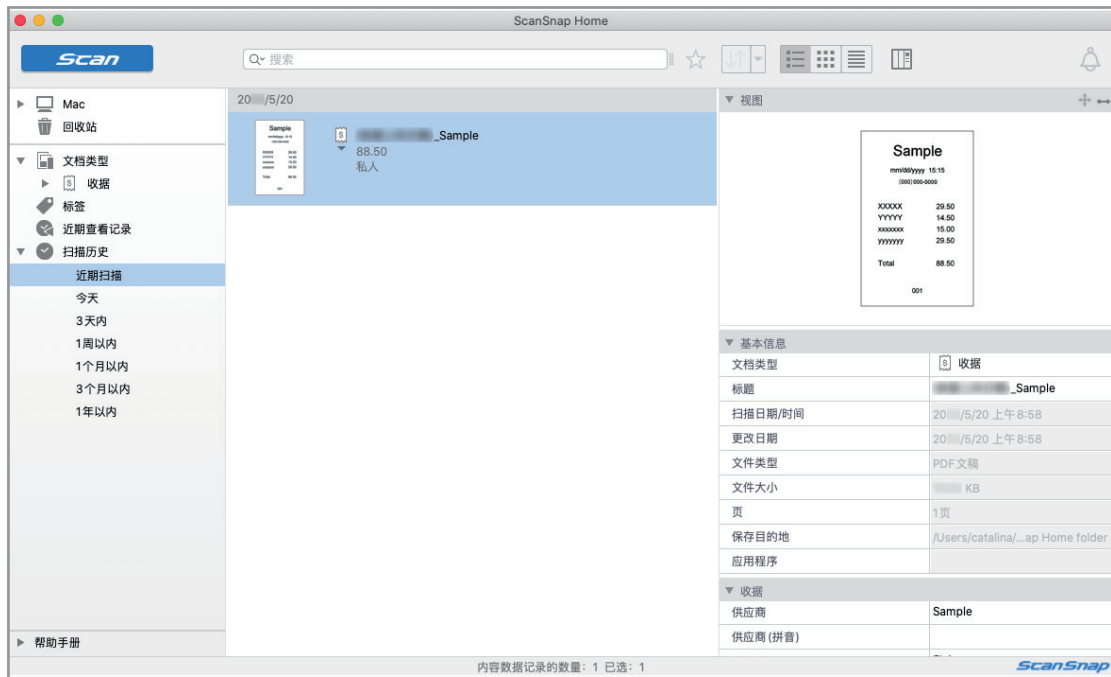 ScanSnap Home
Scan
搜索
Mac
回收站
文档类型
收据
标签
近期查看记录
扫描历史
近期扫描
今天
3天内
1周以内
1个月以内
3个月以内
1年以内
帮助手册
20 /5/20
Sample
Total
_Sample
88.50
私人
视图
Sample
mm/dd/yyyy 15:15
(000) 000-0000
XXXXX 29.50
YYYYY 14.50
xxxxxxx 15.00
yyyyyyy 29.50
Total 88.50
001
基本信息
文档类型 收据
标题 _Sample
扫描日期/时间 20 /5/20 上午8:58
更改日期 20 /5/20 上午8:58
文件类型 PDF文稿
文件大小 KB
页 1页
保存目的地 /Users/catalina/...ap Home folder
应用程序
收据
供应商 Sample
供应商 (拼音)
内容数据记录的数量: 1 已选: 1
ScanSnap